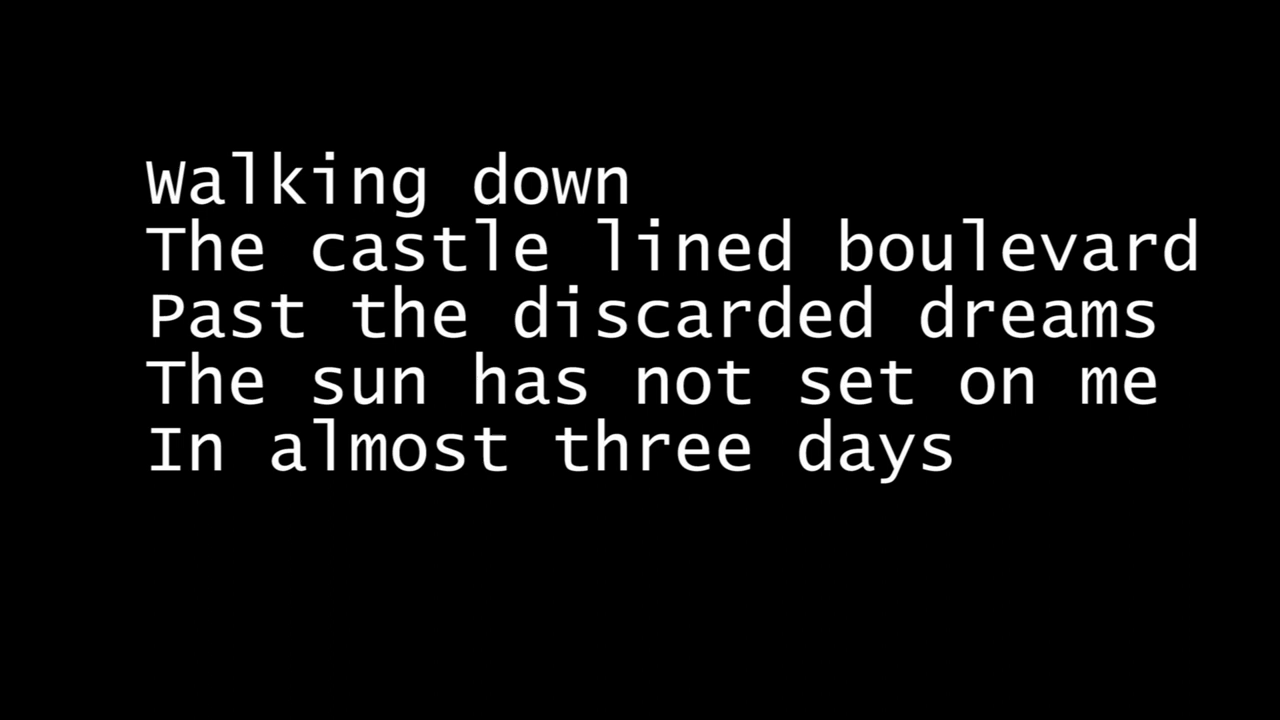 Walking down
The castle lined boulevard
Past the discarded dreams
The sun has not set on me
In almost three days